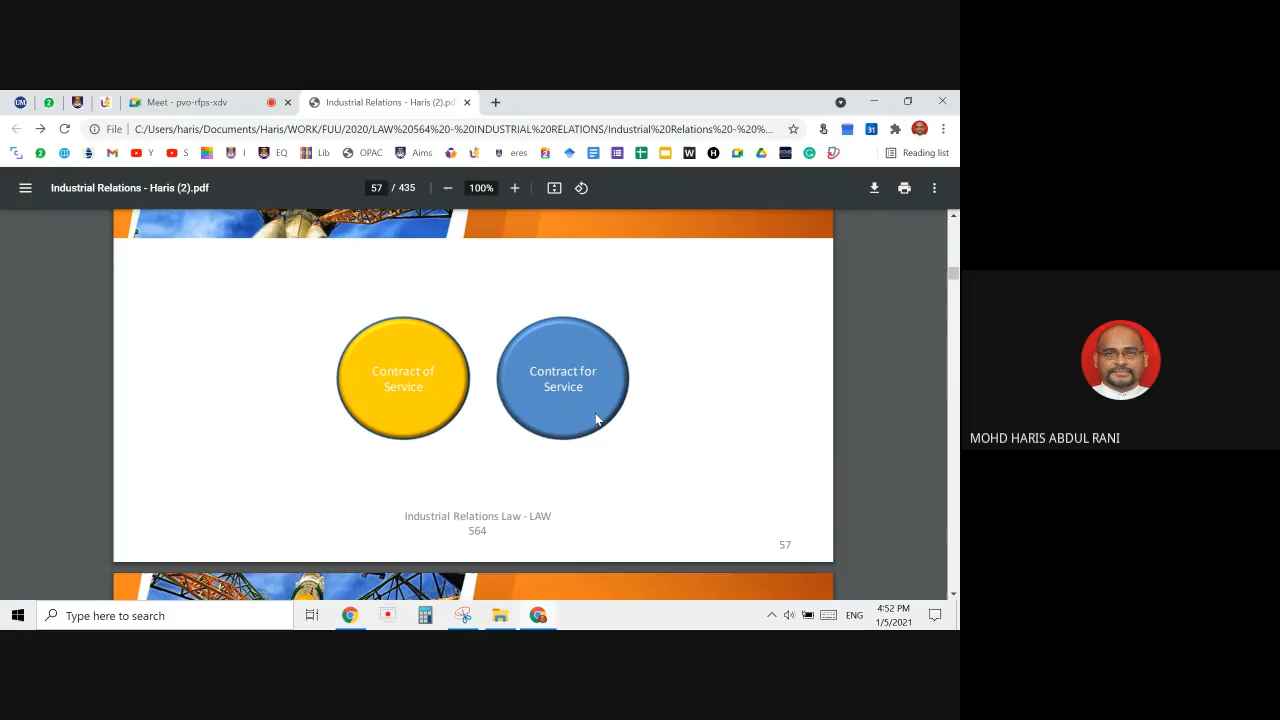 Meet - pvo-rfps-xdv
Industrial Relations - Haris (2).pd
File
C:/Users/haris/Documents/Haris/WORK/FUU/2020/LAW%20564%20-%20INDUSTRIAL%20RELATIONS/Industrial%20Relations%20-%20%...
Y S I EQ Lib OPAC Aims eres Reading list
Industrial Relations - Haris (2).pdf
57 / 435
100%
Contract of
Service
Contract for
Service
Industrial Relations Law - LAW
564
57
MOHD HARIS ABDUL RANI
Type here to search
ENG
4:52 PM
1/5/2021